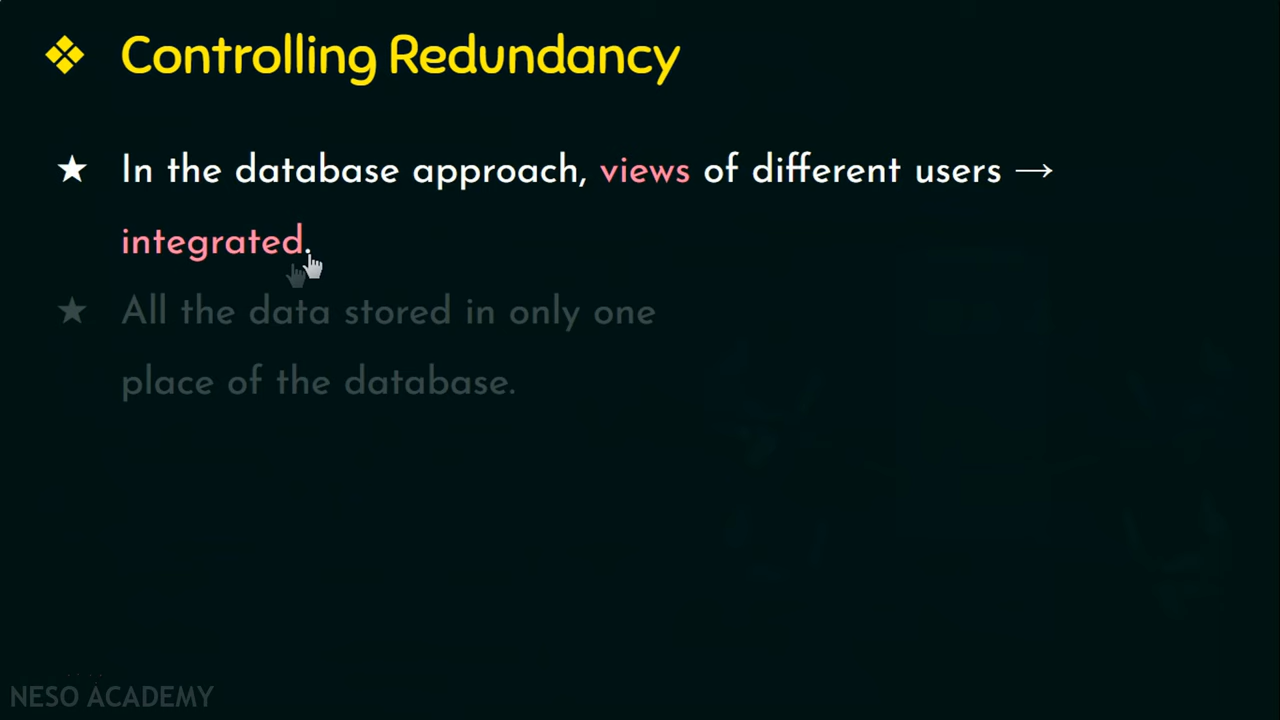 ❖ Controlling Redundancy
★ In the database approach, views of different users →
integrated.
★ All the data stored in only one
place of the database.
NESO ACADEMY